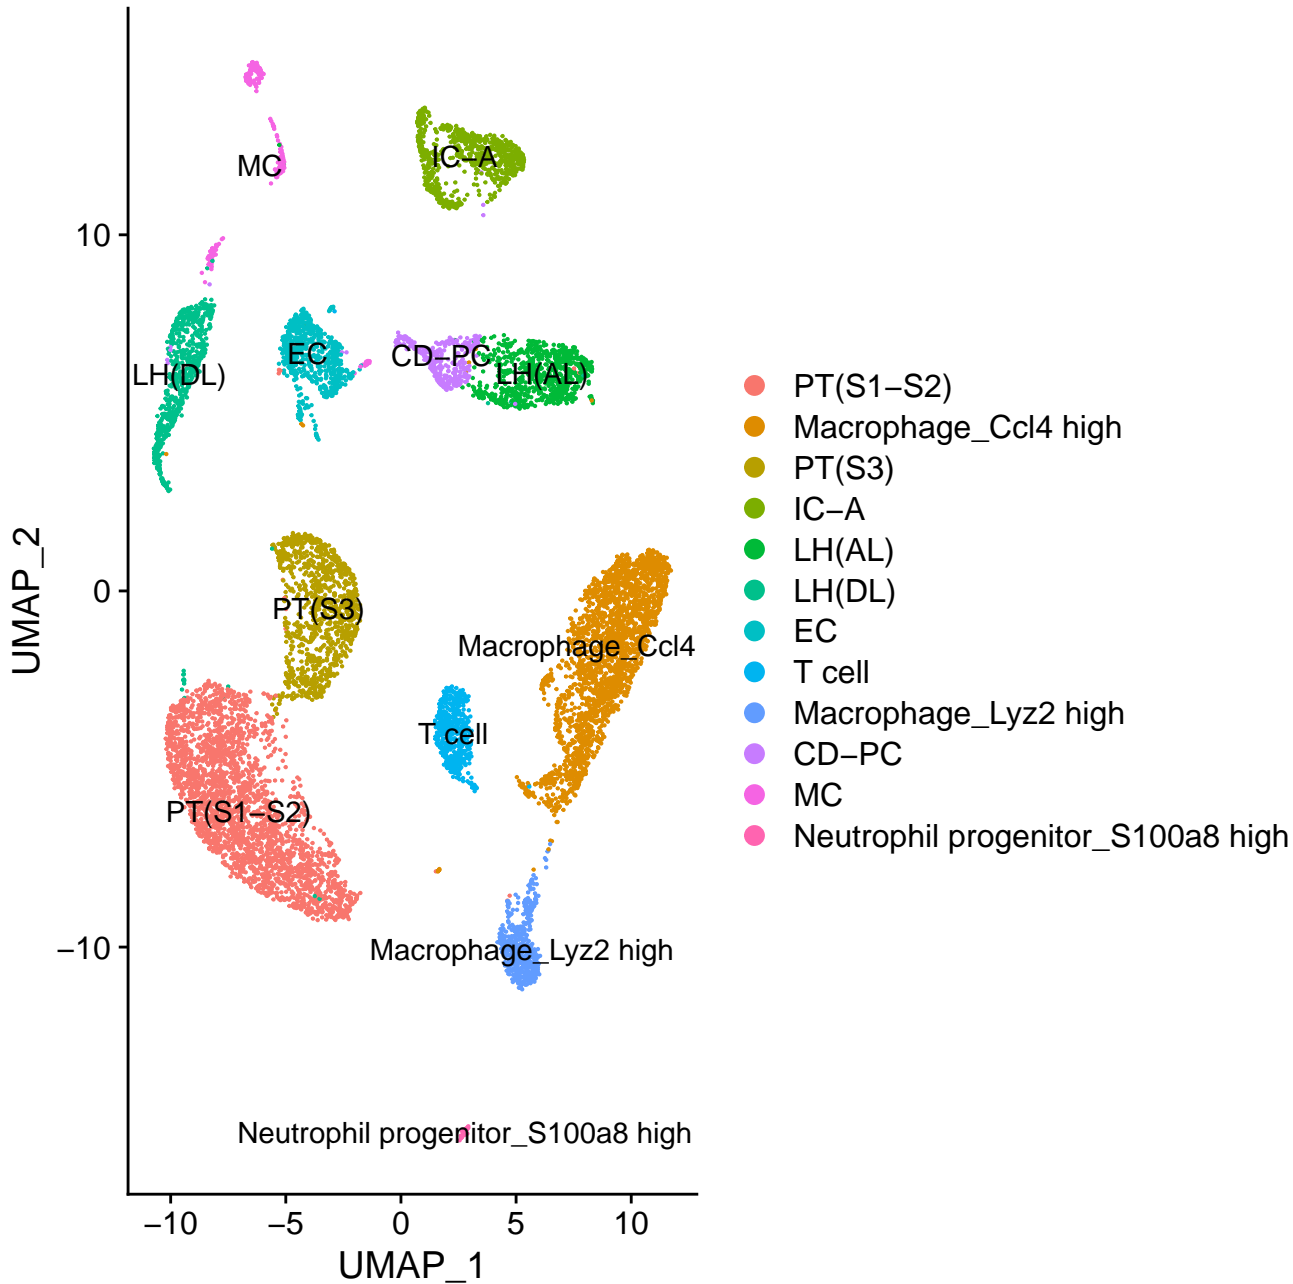 MC
IC−A
10
LH(DL)
EC
CD−PC
LH(AL)
PT(S1−S2)
Macrophage_Ccl4 high
PT(S3)
IC−A
LH(AL)
LH(DL)
EC
T cell
Macrophage_Lyz2 high
CD−PC
MC
Neutrophil progenitor_S100a8 high
UMAP_2
0
PT(S3)
Macrophage_Ccl4
T cell
PT(S1−S2)
−10
Macrophage_Lyz2 high
Neutrophil progenitor_S100a8 high
−10 −5 0 5 10
UMAP_1